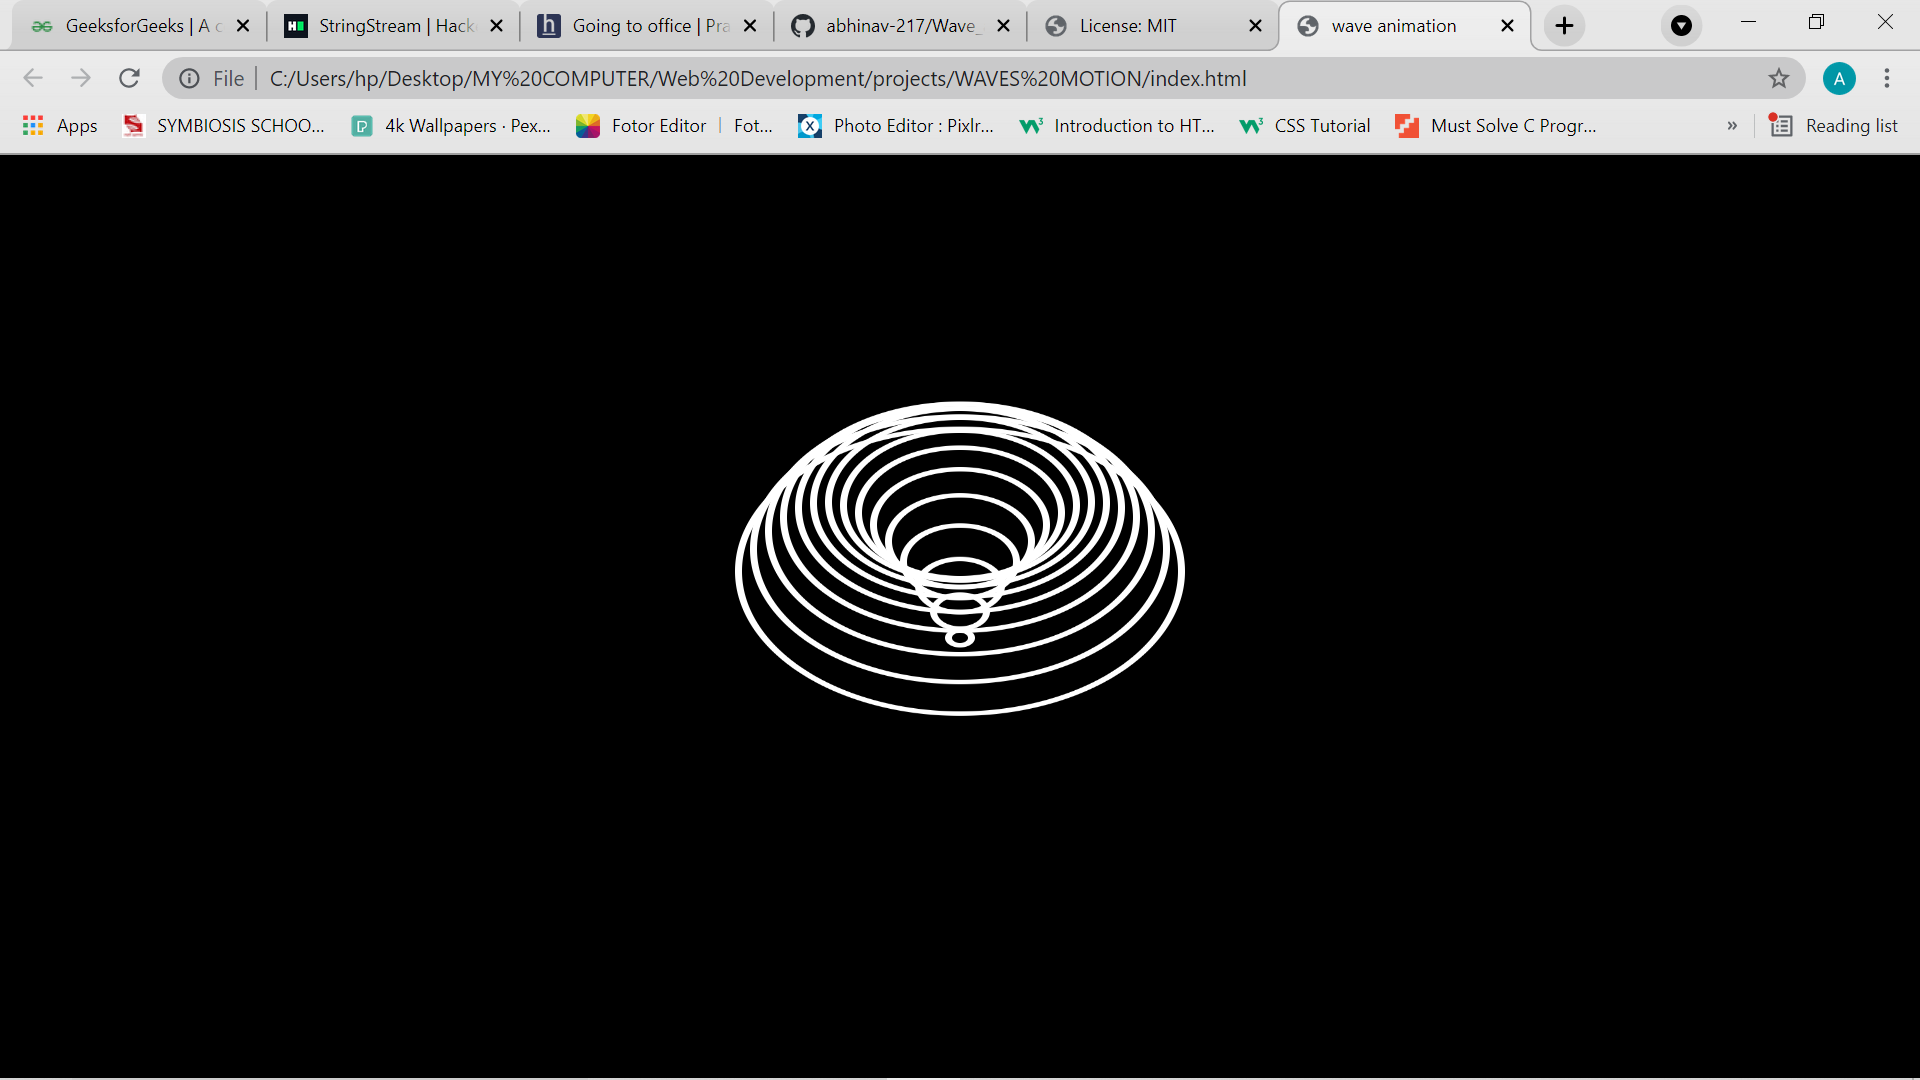 GeeksforGeeks | A c
StringStream | Hack
Going to office | Pra
abhinav-217/Wave_
License: MIT
wave animation
File
C:/Users/hp/Desktop/MY%20COMPUTER/Web%20Development/projects/WAVES%20MOTION/index.html
A
Apps
SYMBIOSIS SCHOO...
4k Wallpapers · Pex...
Fotor Editor | Fot...
Photo Editor : Pixlr...
Introduction to HT...
CSS Tutorial
Must Solve C Progr...
»
Reading list